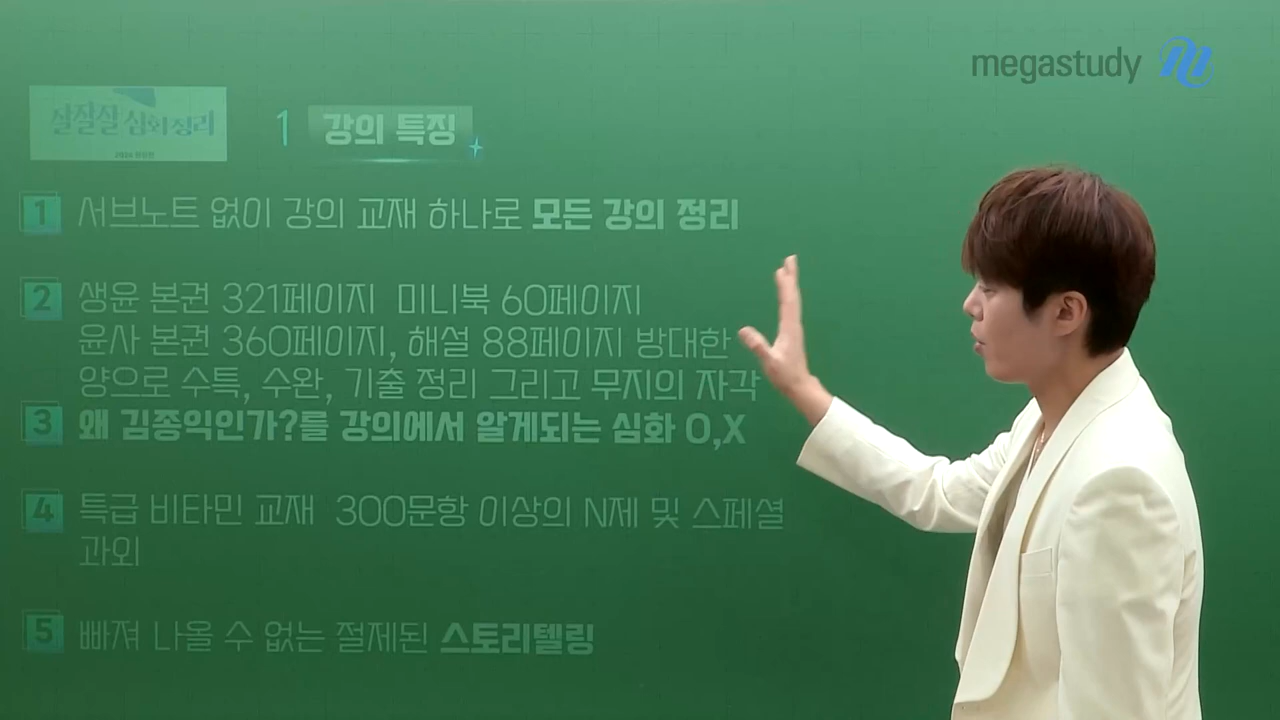 megastudy
잘잘잘 심화 정리
1 강의 특징
1 서브노트 없이 강의 교재 하나로 모든 강의 정리
2 생윤 본권 321페이지 미니북 60페이지
윤사 본권 360페이지, 해설 88페이지 방대한
양으로 수특, 수완, 기출 정리 그리고 무지의 자각
3 왜 김종익인가?를 강의에서 알게되는 심화 O,X
4 특급 비타민 교재 300문항 이상의 N제 및 스페셜
과외
5 빠져 나올 수 없는 절제된 스토리텔링